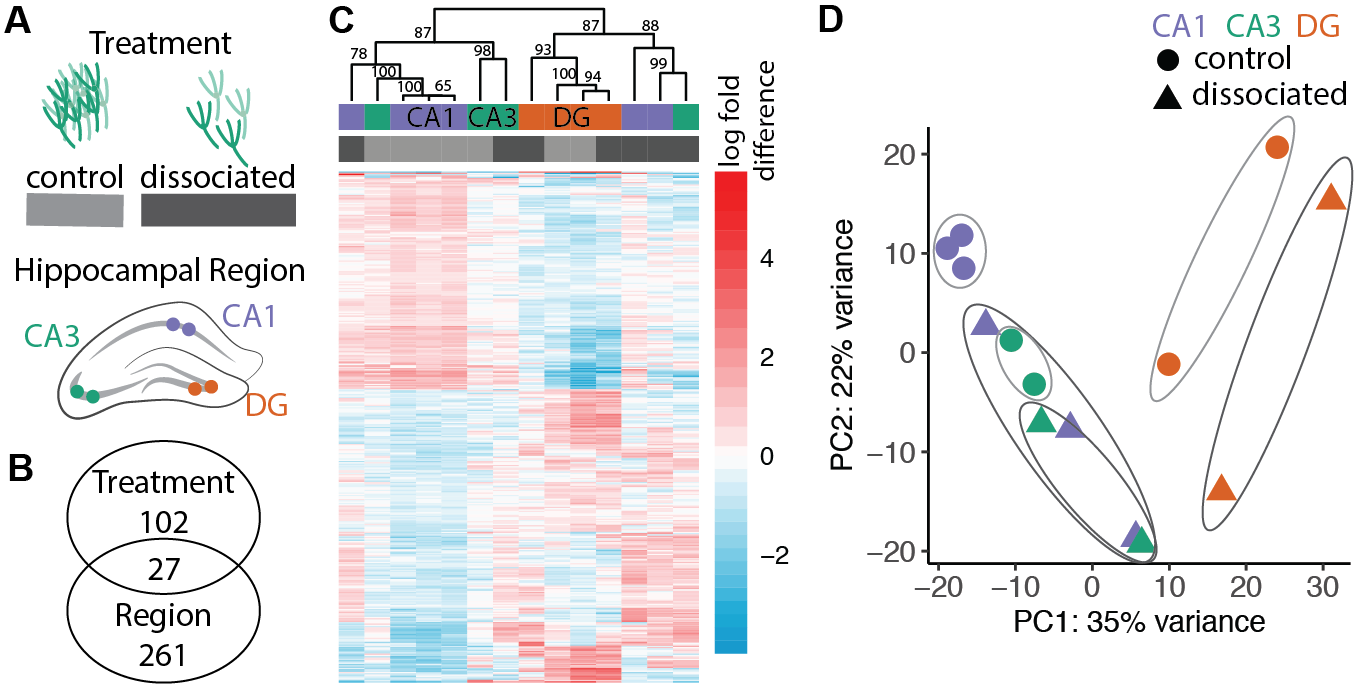 A
Treatment
control dissociated
Hippocampal Region
CA3
CA1
DG
B
Treatment
102
27
Region
261
C
87
87
88
78
98
93
99
100
100
65
100
94
CA1 CA3 DG
log fold
difference
4
2
0
−2
D
CA1 CA3 DG
control
dissociated
PC2: 22% variance
20
10
0
−10
−20
−20 −10 0 10 20 30
PC1: 35% variance